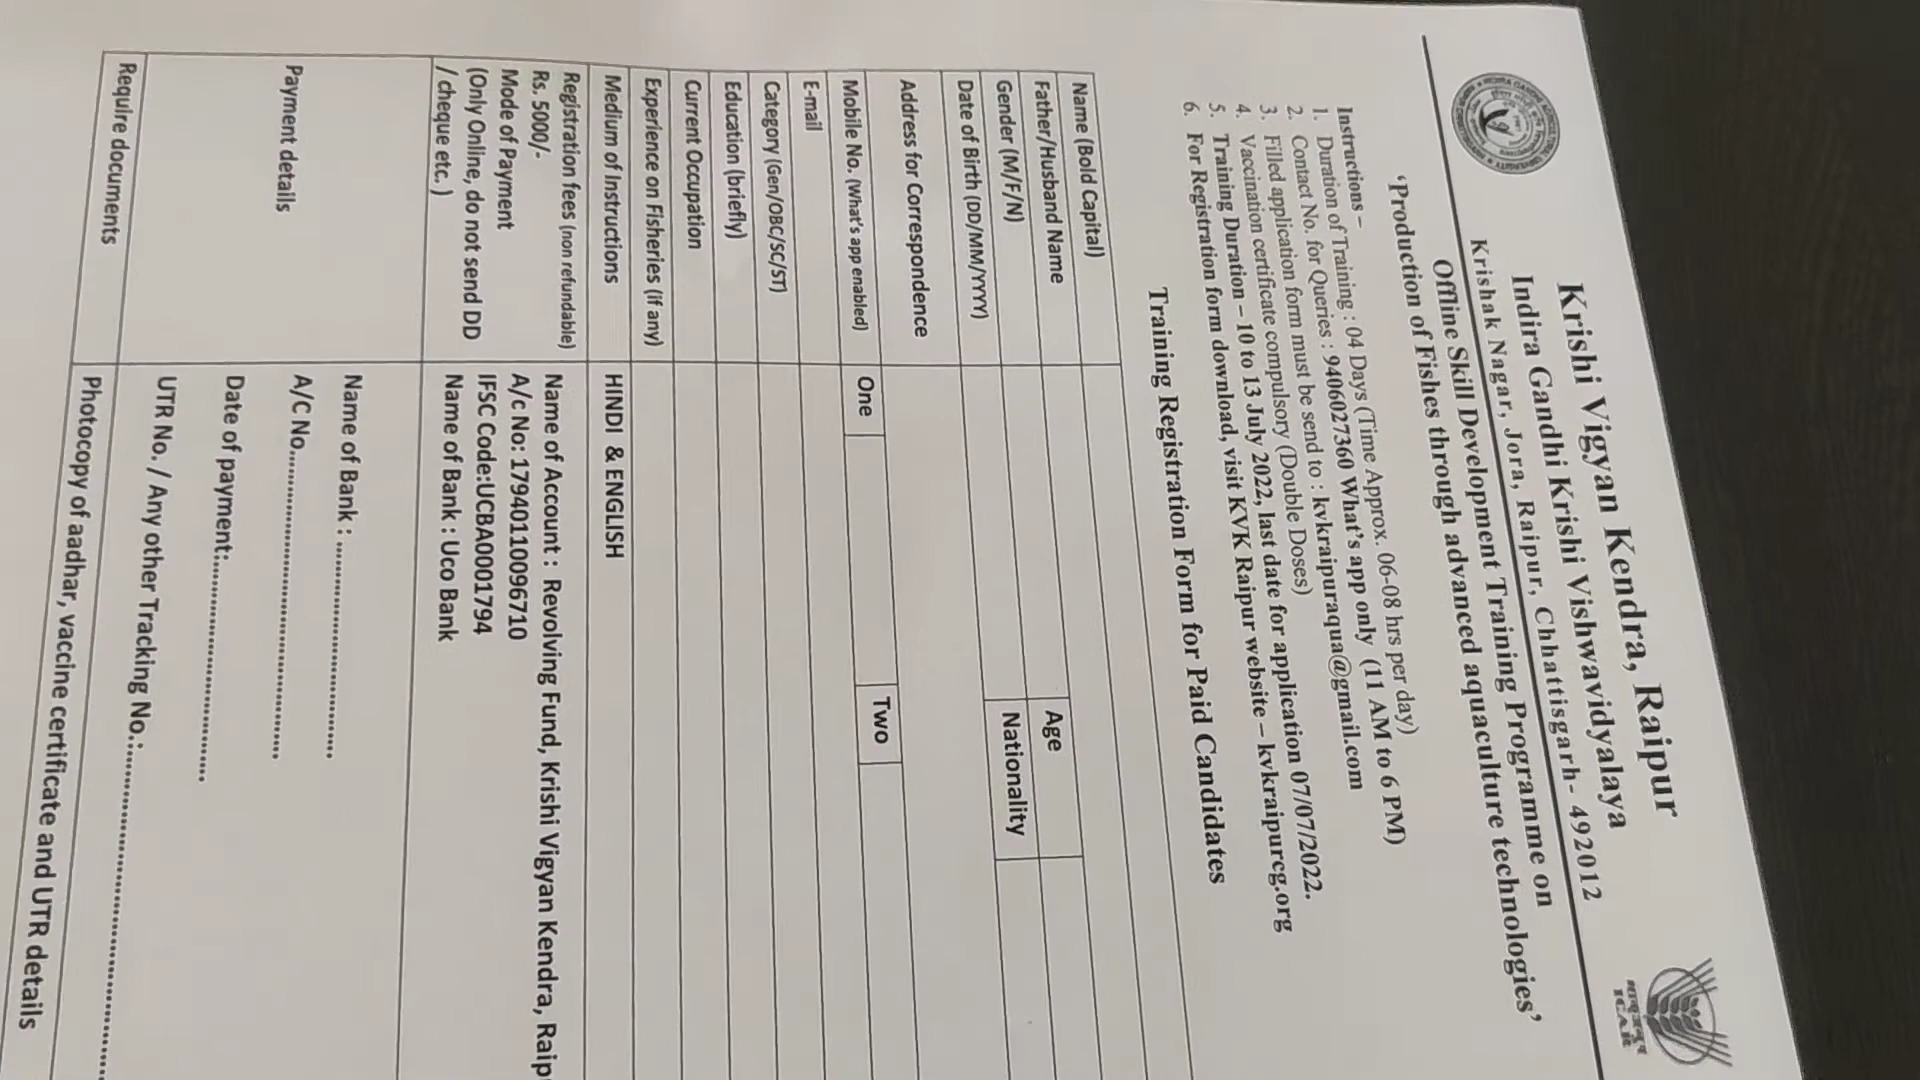 Krishi Vigyan Kendra, Raipur
Indira Gandhi Krishi Vishwavidyalaya
Krishak Nagar, Jora, Raipur, Chhattisgarh- 492012
Offline Skill Development Training Programme on
‘Production of Fishes through advanced aquaculture technologies’
ICAR
Instructions –
1. Duration of Training : 04 Days (Time Approx. 06-08 hrs per day)
2. Contact No. for Queries : 9406027360 What’s app only (11 AM to 6 PM)
3. Filled application form must be send to : kvkraipuraqua@gmail.com
4. Vaccination certificate compulsory (Double Doses)
5. Training Duration – 10 to 13 July 2022, last date for application 07/07/2022.
6. For Registration form download, visit KVK Raipur website – kvkraipurcg.org
Training Registration Form for Paid Candidates
Name (Bold Capital)
Father/Husband Name
Gender (M/F/N) Age
Date of Birth (DD/MM/YYYY) Nationality
Address for Correspondence
Mobile No. (What's app enabled) One Two
E-mail
Category (Gen/OBC/SC/ST)
Education (briefly)
Current Occupation
Experience on Fisheries (if any)
Medium of Instructions HINDI & ENGLISH
Registration fees (non refundable)
Rs. 5000/-
Mode of Payment
(Only Online, do not send DD
/ cheque etc. )
Name of Account : Revolving Fund, Krishi Vigyan Kendra, Raip
A/c No: 17940110096710
IFSC Code:UCBA0001794
Name of Bank : Uco Bank
Payment details
Name of Bank : ........................................
A/C No........................................................
Date of payment:........................................
UTR No. / Any other Tracking No.:............................................
Require documents Photocopy of aadhar, vaccine certificate and UTR details